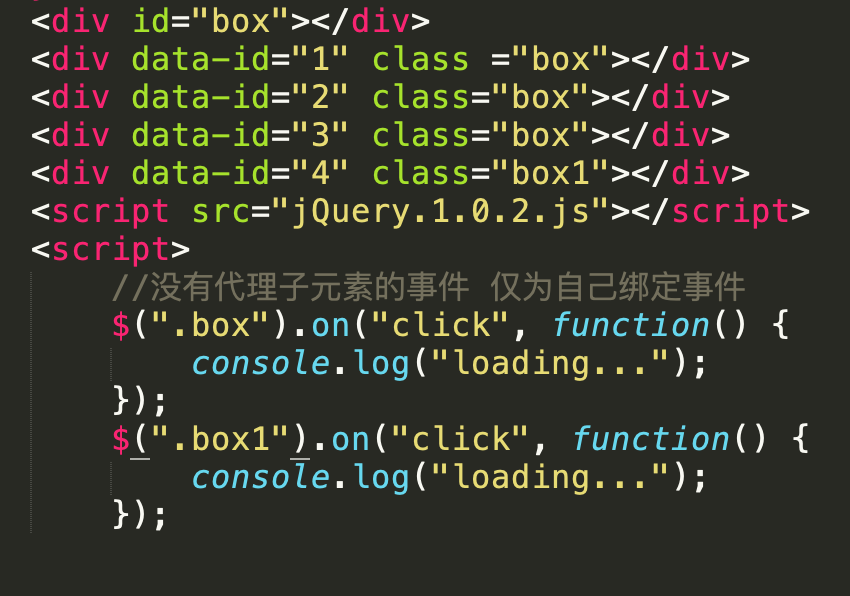 <div id="box"></div>
<div data-id="1" class ="box"></div>
<div data-id="2" class="box"></div>
<div data-id="3" class="box"></div>
<div data-id="4" class="box1"></div>
<script src="jQuery.1.0.2.js"></script>
<script>
//没有代理子元素的事件 仅为自己绑定事件
$(".box").on("click", function() {
console.log("loading...");
});
$(".box1").on("click", function() {
console.log("loading...");
});